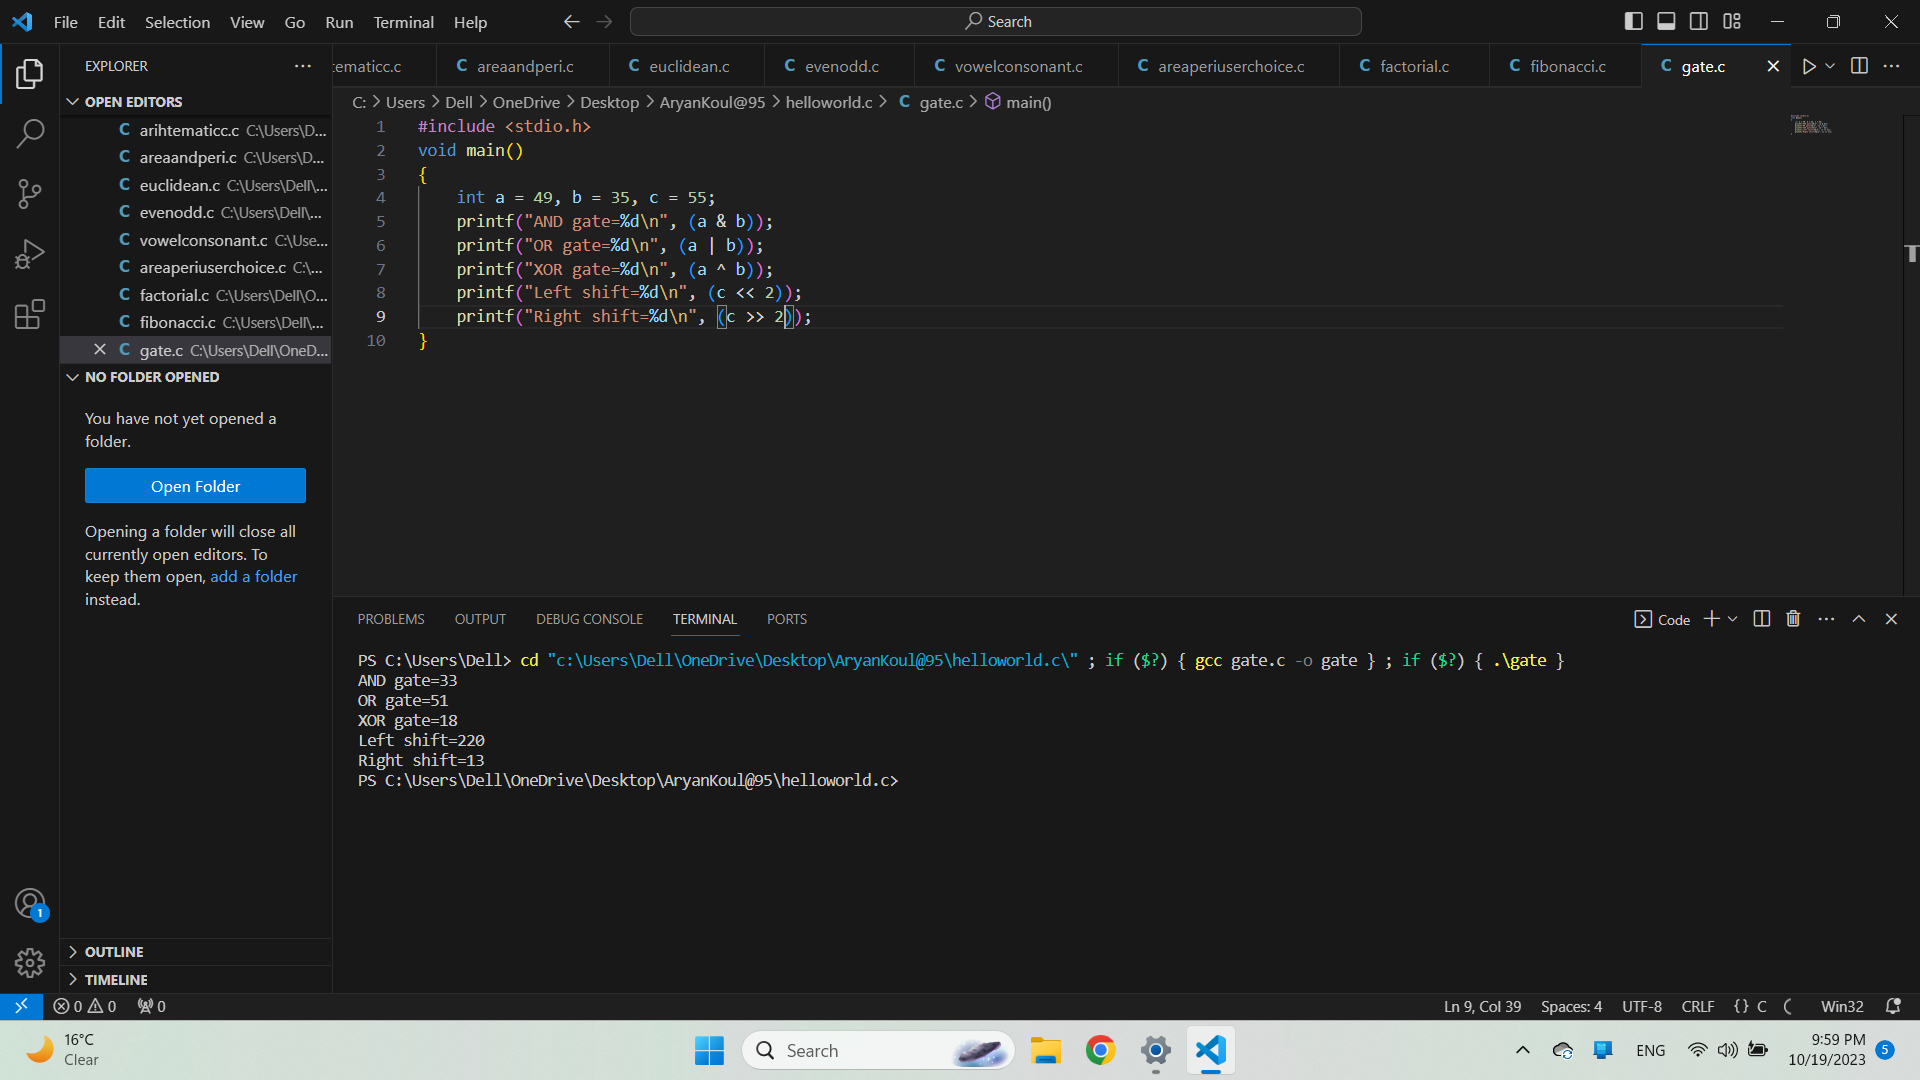 File Edit Selection View Go Run Terminal Help
Search
EXPLORER
OPEN EDITORS
arihtematicc.c C:\Users\D...
areaandperi.c C:\Users\D...
euclidean.c C:\Users\Dell\...
evenodd.c C:\Users\Dell\...
vowelconsonant.c C:\Use...
areaperiuserchoice.c C:\...
factorial.c C:\Users\Dell\O...
fibonacci.c C:\Users\Dell\...
gate.c C:\Users\Dell\OneD...
NO FOLDER OPENED
You have not yet opened a
folder.
Open Folder
Opening a folder will close all
currently open editors. To
keep them open, add a folder
instead.
OUTLINE
TIMELINE
tematicc.c C areaandperi.c C euclidean.c C evenodd.c C vowelconsonant.c C areaperiuserchoice.c C factorial.c C fibonacci.c C gate.c
C: > Users > Dell > OneDrive > Desktop > AryanKoul@95 > helloworld.c > C gate.c > main()
1 #include <stdio.h>
2 void main()
3 {
4 int a = 49, b = 35, c = 55;
5 printf("AND gate=%d\n", (a & b));
6 printf("OR gate=%d\n", (a | b));
7 printf("XOR gate=%d\n", (a ^ b));
8 printf("Left shift=%d\n", (c << 2));
9 printf("Right shift=%d\n", (c >> 2));
10 }
PROBLEMS OUTPUT DEBUG CONSOLE TERMINAL PORTS
Code
PS C:\Users\Dell> cd "c:\Users\Dell\OneDrive\Desktop\AryanKoul@95\helloworld.c\" ; if ($?) { gcc gate.c -o gate } ; if ($?) { .\gate }
AND gate=33
OR gate=51
XOR gate=18
Left shift=220
Right shift=13
PS C:\Users\Dell\OneDrive\Desktop\AryanKoul@95\helloworld.c>
1
0 0 0
Ln 9, Col 39 Spaces: 4 UTF-8 CRLF {} C Win32
16°C
Clear
Search
ENG
9:59 PM
10/19/2023
5